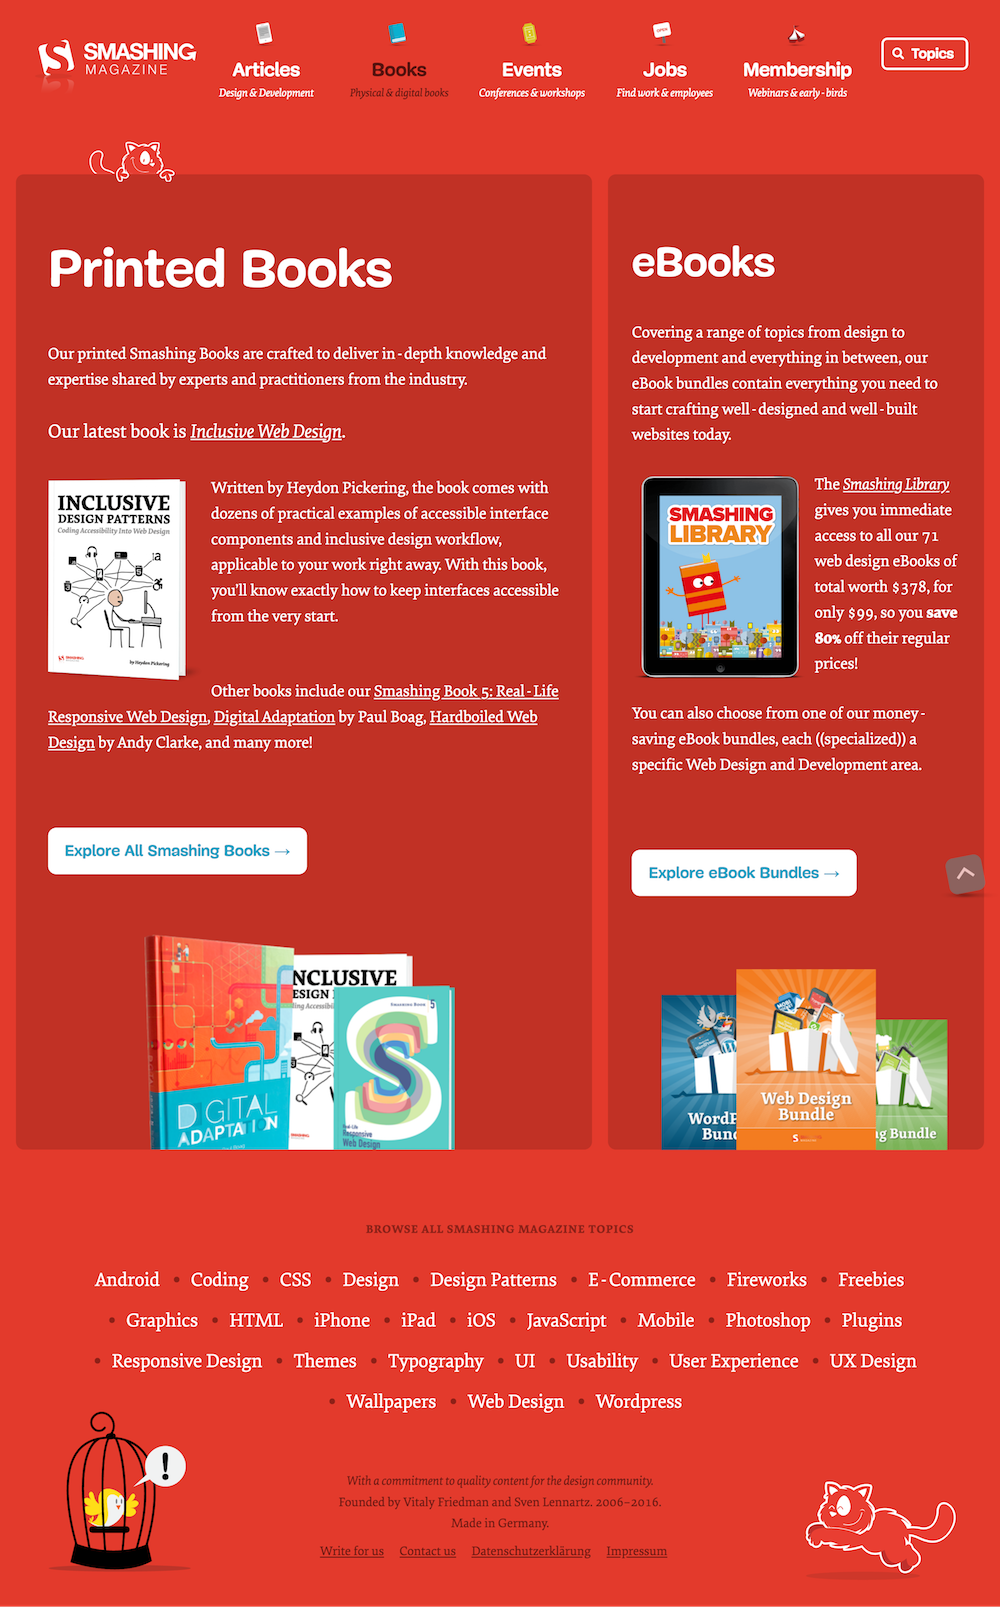 SMASHING
MAGAZINE
Articles
Design & Development
Books
Physical & digital books
Events
Conferences & workshops
OPEN
Jobs
Find work & employees
Membership
Webinars & early-birds
Topics
Printed Books
Our printed Smashing Books are crafted to deliver in-depth knowledge and
expertise shared by experts and practitioners from the industry.
Our latest book is Inclusive Web Design.
INCLUSIVE
DESIGN PATTERNS
Coding Accessibility Into Web Design
by Heydon Pickering
Written by Heydon Pickering, the book comes with
dozens of practical examples of accessible interface
components and inclusive design workflow,
applicable to your work right away. With this book,
you'll know exactly how to keep interfaces accessible
from the very start.
Other books include our Smashing Book 5: Real-Life
Responsive Web Design, Digital Adaptation by Paul Boag, Hardboiled Web
Design by Andy Clarke, and many more!
Explore All Smashing Books →
DIGITAL
ADAPTATION
NCLUSIVE
ESIGN
SMASHING BOOK 5
Real-Life
Responsive
Web Design
eBooks
Covering a range of topics from design to
development and everything in between, our
eBook bundles contain everything you need to
start crafting well-designed and well-built
websites today.
SMASHING
LIBRARY
The Smashing Library
gives you immediate
access to all our 71
web design eBooks of
total worth $378, for
only $99, so you save
80% off their regular
prices!
You can also choose from one of our money-
saving eBook bundles, each ((specialized)) a
specific Web Design and Development area.
Explore eBook Bundles →
WordP
Bund
Web Design
Bundle
ng Bundle
BROWSE ALL SMASHING MAGAZINE TOPICS
Android • Coding • CSS • Design • Design Patterns • E-Commerce • Fireworks • Freebies
• Graphics • HTML • iPhone • iPad • iOS • JavaScript • Mobile • Photoshop • Plugins
• Responsive Design • Themes • Typography • UI • Usability • User Experience • UX Design
• Wallpapers • Web Design • Wordpress
!
With a commitment to quality content for the design community.
Founded by Vitaly Friedman and Sven Lennartz. 2006–2016.
Made in Germany.
Write for us Contact us Datenschutzerklärung Impressum